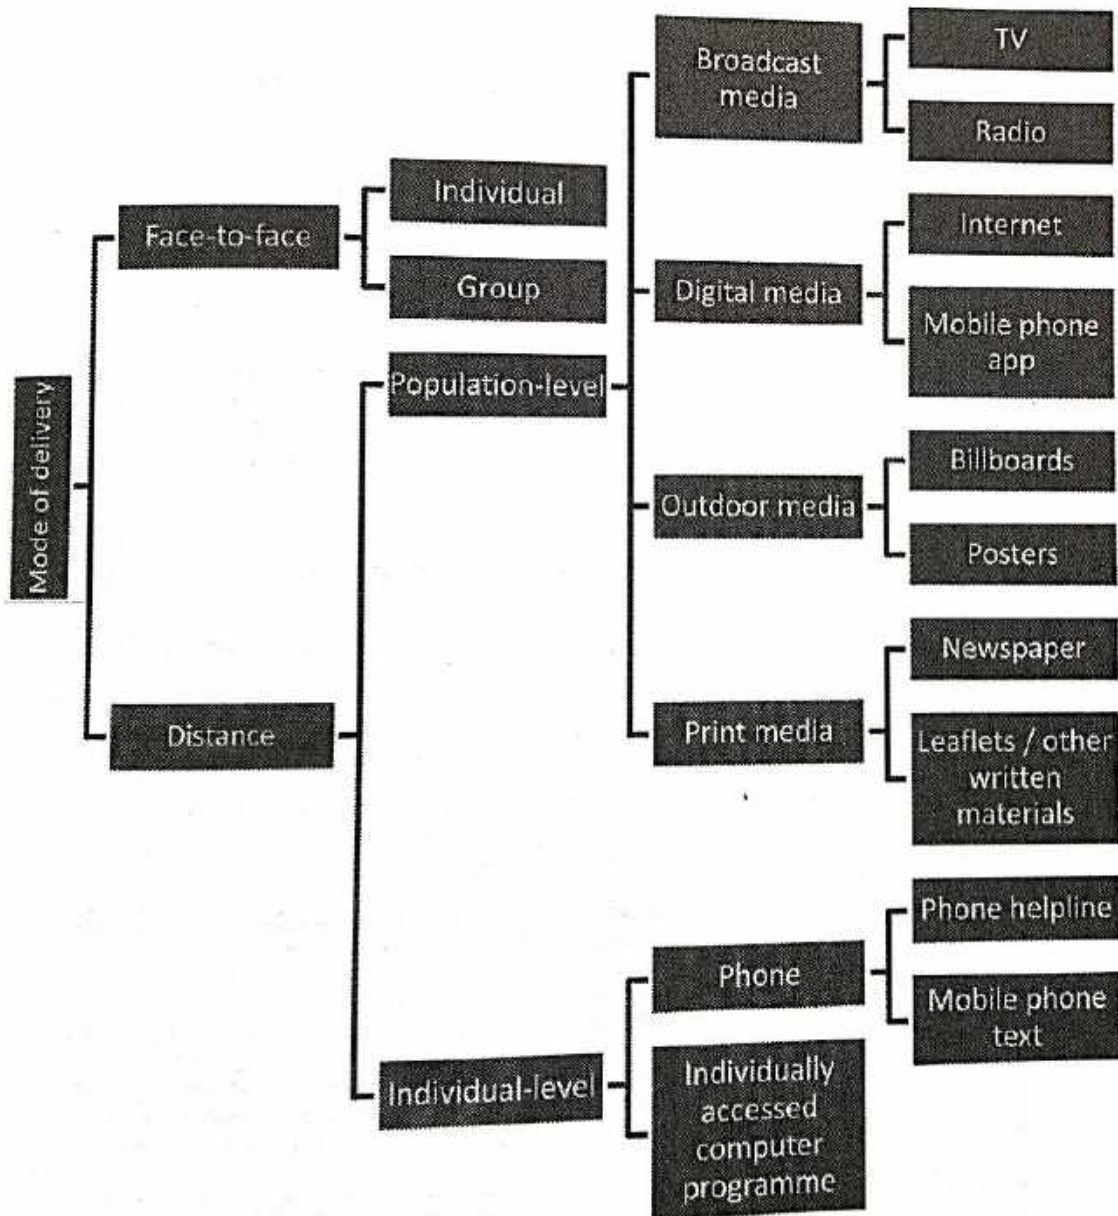 Mode of delivery
Face-to-face
Individual
Group
Distance
Population-level
Broadcast
media
TV
Radio
Digital media
Internet
Mobile phone
app
Outdoor media
Billboards
Posters
Print media
Newspaper
Leaflets / other
written
materials
Individual-level
Phone
Phone helpline
Mobile phone
text
Individually
accessed
computer
programme